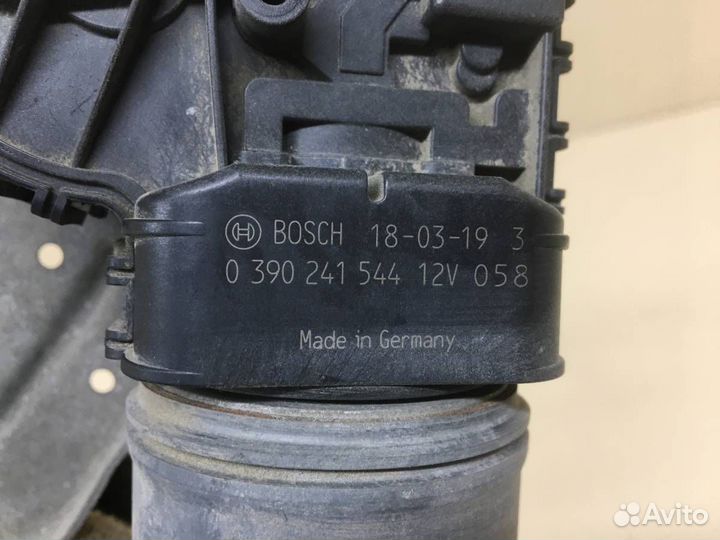 BOSCH 18-03-19 3
0 390 241 544 12V 058
Made in Germany
Avito